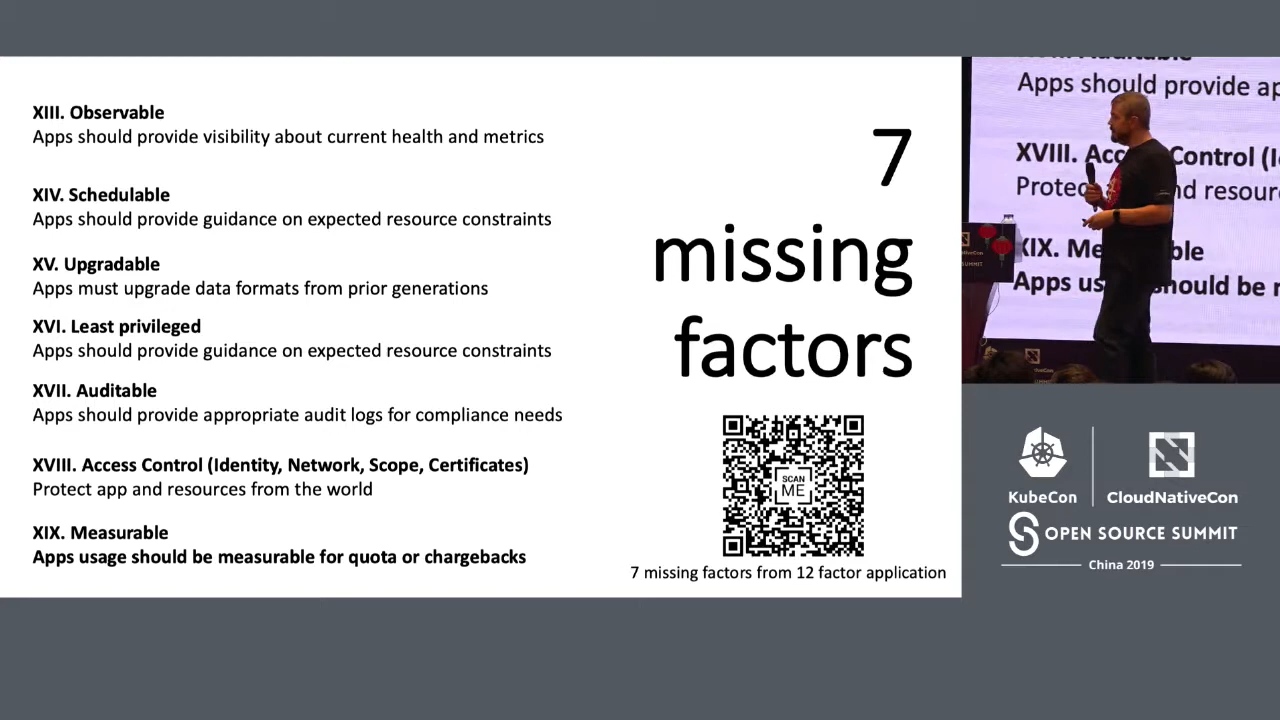 XIII. Observable
Apps should provide visibility about current health and metrics
XIV. Schedulable
Apps should provide guidance on expected resource constraints
XV. Upgradable
Apps must upgrade data formats from prior generations
XVI. Least privileged
Apps should provide guidance on expected resource constraints
XVII. Auditable
Apps should provide appropriate audit logs for compliance needs
XVIII. Access Control (Identity, Network, Scope, Certificates)
Protect app and resources from the world
XIX. Measurable
Apps usage should be measurable for quota or chargebacks
7
missing
factors
SCAN
ME
7 missing factors from 12 factor application
Apps should provide ap
XVIII. Acc Control (I
Protec nd resour
XIX. Me ble
Apps us hould be
KubeCon
CloudNativeCon
OPEN SOURCE SUMMIT
China 2019